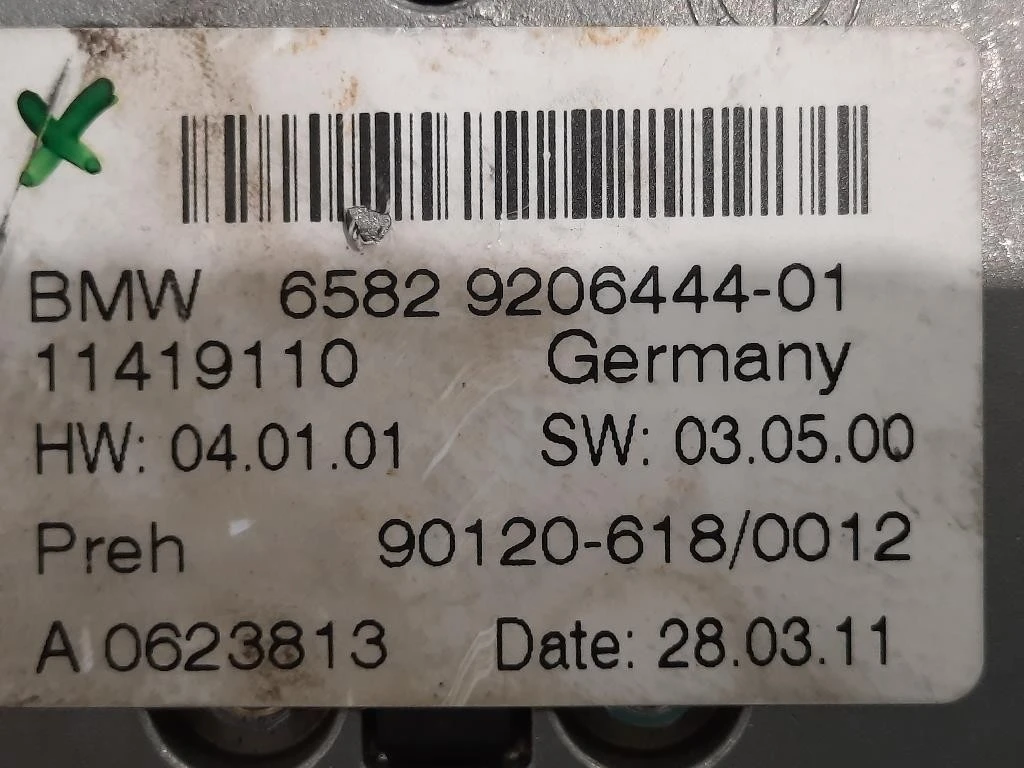 BMW 6582 9206444-01
11419110 Germany
HW: 04.01.01 SW: 03.05.00
Preh 90120-618/0012
A 0623813 Date: 28.03.11